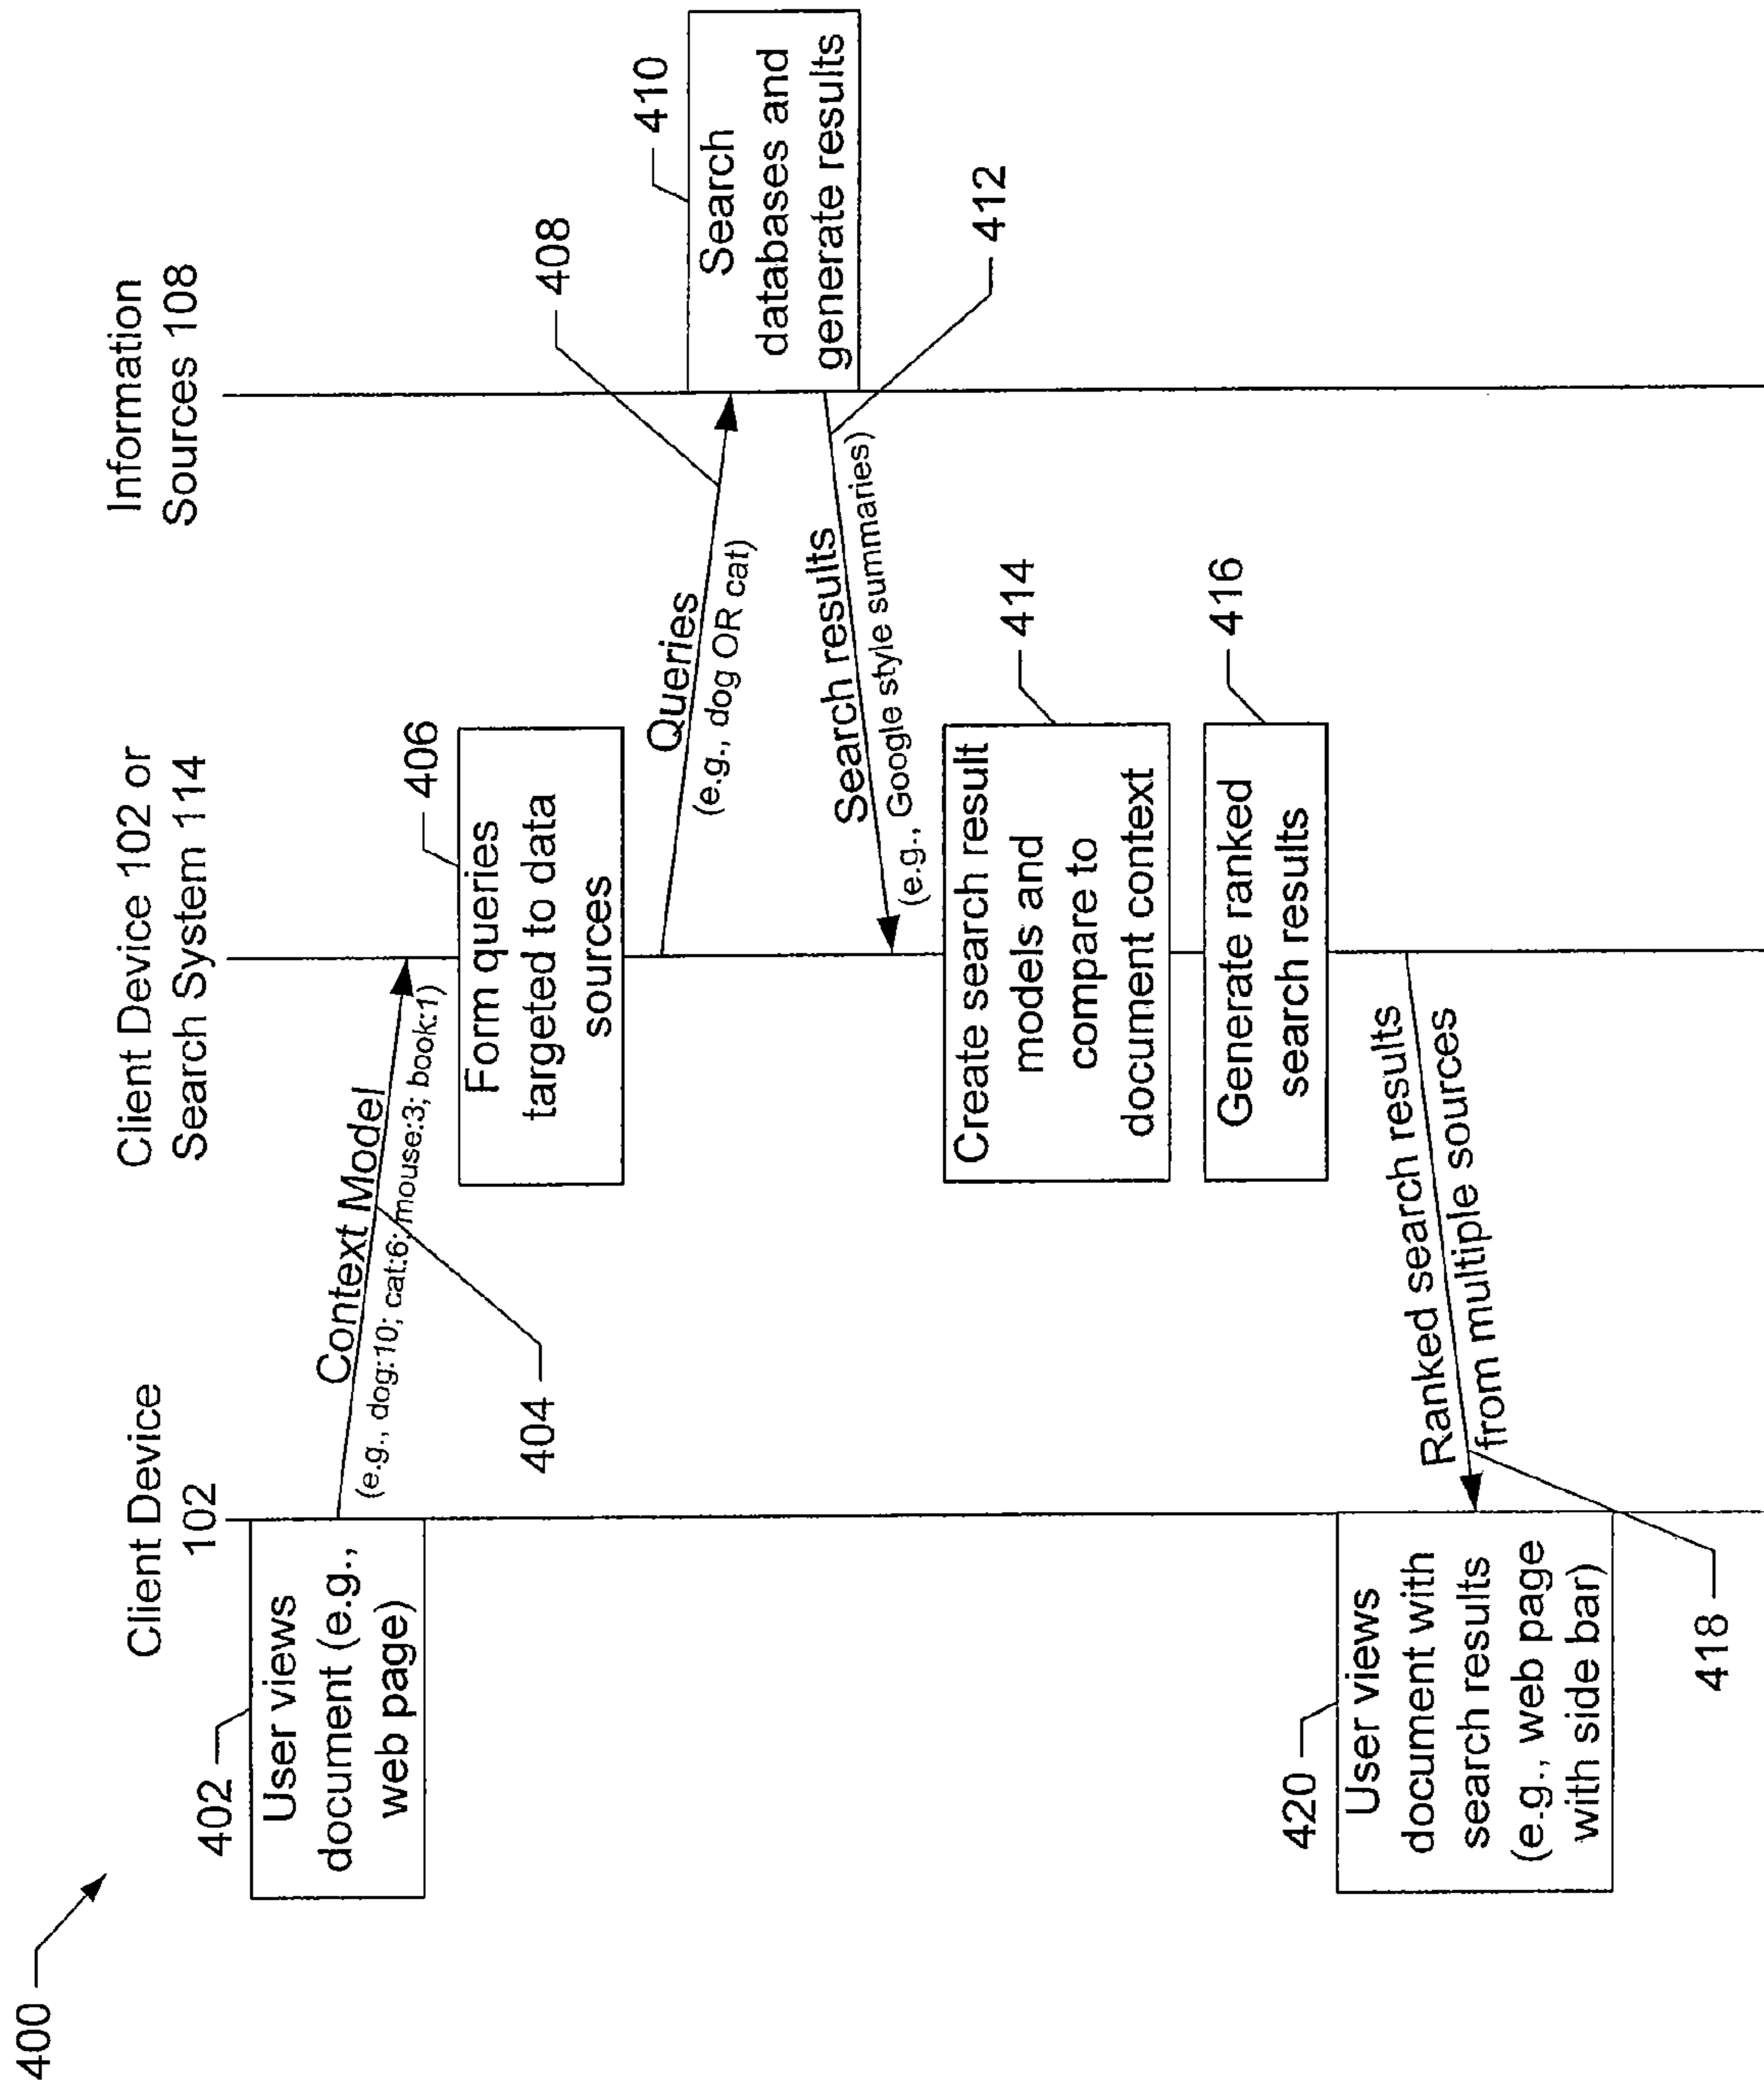 400
Client Device
102
Client Device 102 or
Search System 114
Information
Sources 108
402
User views
document (e.g.,
web page)
Context Model
(e.g., dog:10; cat:6; mouse:3; book:1)
404
406
Form queries
targeted to data
sources
Queries
(e.g., dog OR cat)
408
410
Search
databases and
generate results
Search results
(e.g., Google style summaries)
412
Create search result
models and
compare to
document context
414
Generate ranked
search results
416
Ranked search results
from multiple sources
418
420
User views
document with
search results
(e.g., web page
with side bar)